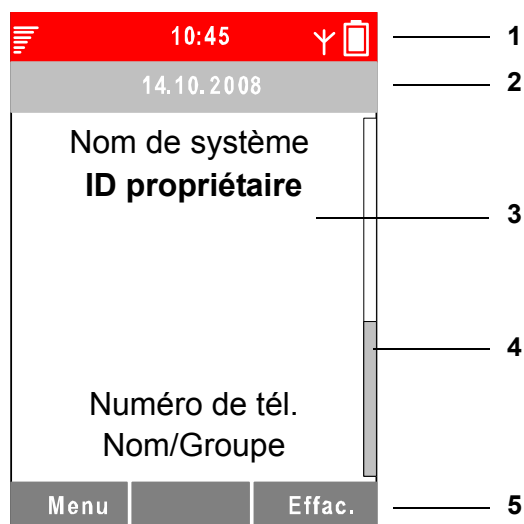 10:45 1
14.10.2008 2
Nom de système
ID propriétaire
3
4
Numéro de tél.
Nom/Groupe
Menu Effac. 5